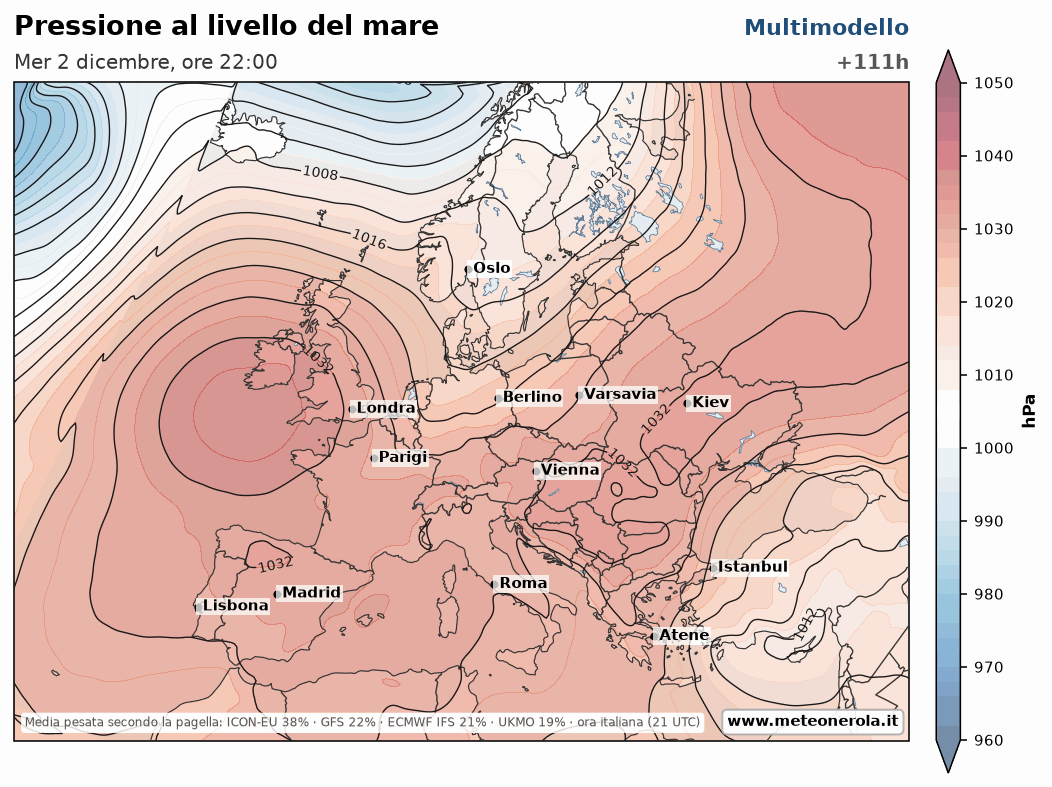 Pressione al livello del mare
Multimodello
Mer 2 dicembre, ore 22:00
+111h
1050
1040
1030
1020
1010
1000
990
980
970
960
hPa
1008
1012
1016
Oslo
1032
Londra
Berlino
Varsavia
Kiev
1032
Parigi
1032
Vienna
1032
Madrid
Lisbona
Roma
Istanbul
1012
Atene
Media pesata secondo la pagella: ICON-EU 38% · GFS 22% · ECMWF IFS 21% · UKMO 19% · ora italiana (21 UTC)
www.meteonerola.it